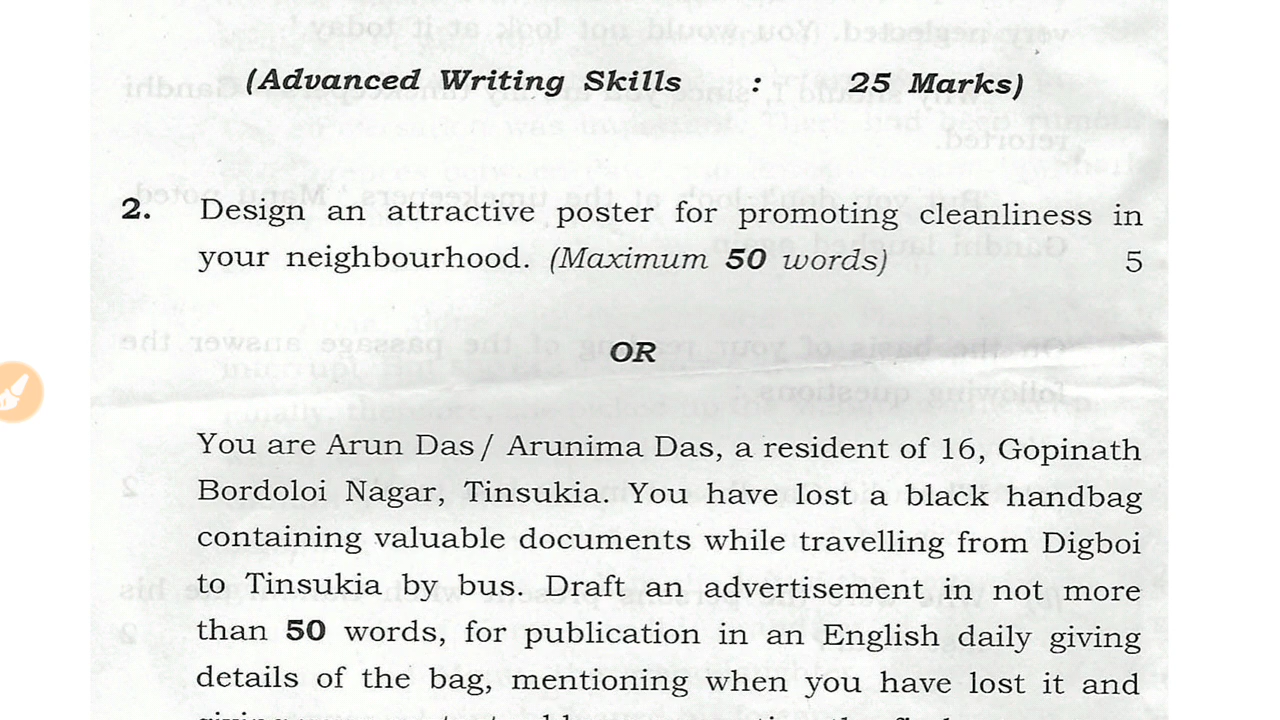 (Advanced Writing Skills : 25 Marks)
2. Design an attractive poster for promoting cleanliness in
your neighbourhood. (Maximum 50 words) 5
OR
You are Arun Das / Arunima Das, a resident of 16, Gopinath
Bordoloi Nagar, Tinsukia. You have lost a black handbag
containing valuable documents while travelling from Digboi
to Tinsukia by bus. Draft an advertisement in not more
than 50 words, for publication in an English daily giving
details of the bag, mentioning when you have lost it and